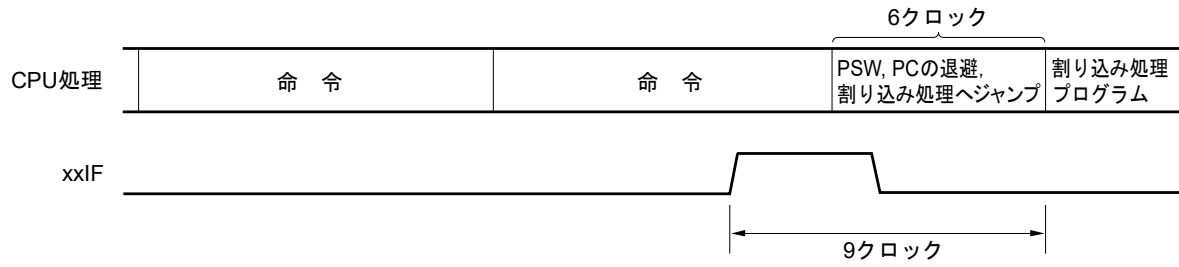 6クロック
CPU処理
命 令
命 令
PSW, PCの退避,
割り込み処理へジャンプ
割り込み処理
プログラム
xxIF
9クロック